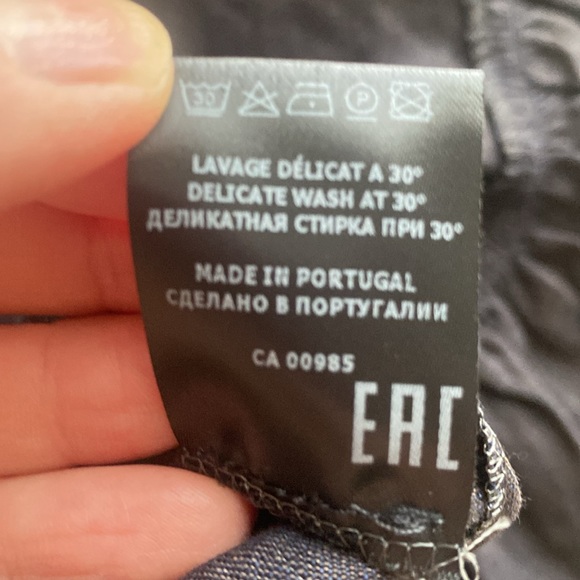 30 P
LAVAGE DÉLICAT A 30°
DELICATE WASH AT 30°
ДЕЛИКАТНАЯ СТИРКА ПРИ 30°
MADE IN PORTUGAL
СДЕЛАНО В ПОРТУГАЛИИ
CA 00985
EAC